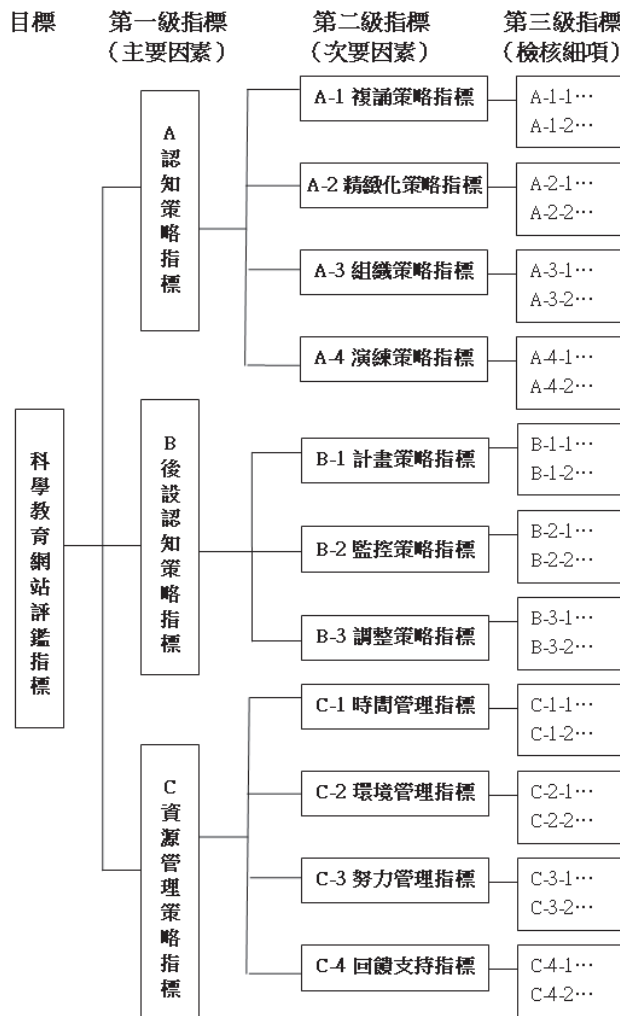 目標 第一級指標 第二級指標 第三級指標
（主要因素） （次要因素） （檢核細項）
科學教育網站評鑑指標
A認知策略指標
A-1 複誦策略指標
A-1-1…
A-1-2…
A-2 精緻化策略指標
A-2-1…
A-2-2…
A-3 組織策略指標
A-3-1…
A-3-2…
A-4 演練策略指標
A-4-1…
A-4-2…
B後設認知策略指標
B-1 計畫策略指標
B-1-1…
B-1-2…
B-2 監控策略指標
B-2-1…
B-2-2…
B-3 調整策略指標
B-3-1…
B-3-2…
C資源管理策略指標
C-1 時間管理指標
C-1-1…
C-1-2…
C-2 環境管理指標
C-2-1…
C-2-2…
C-3 努力管理指標
C-3-1…
C-3-2…
C-4 回饋支持指標
C-4-1…
C-4-2…